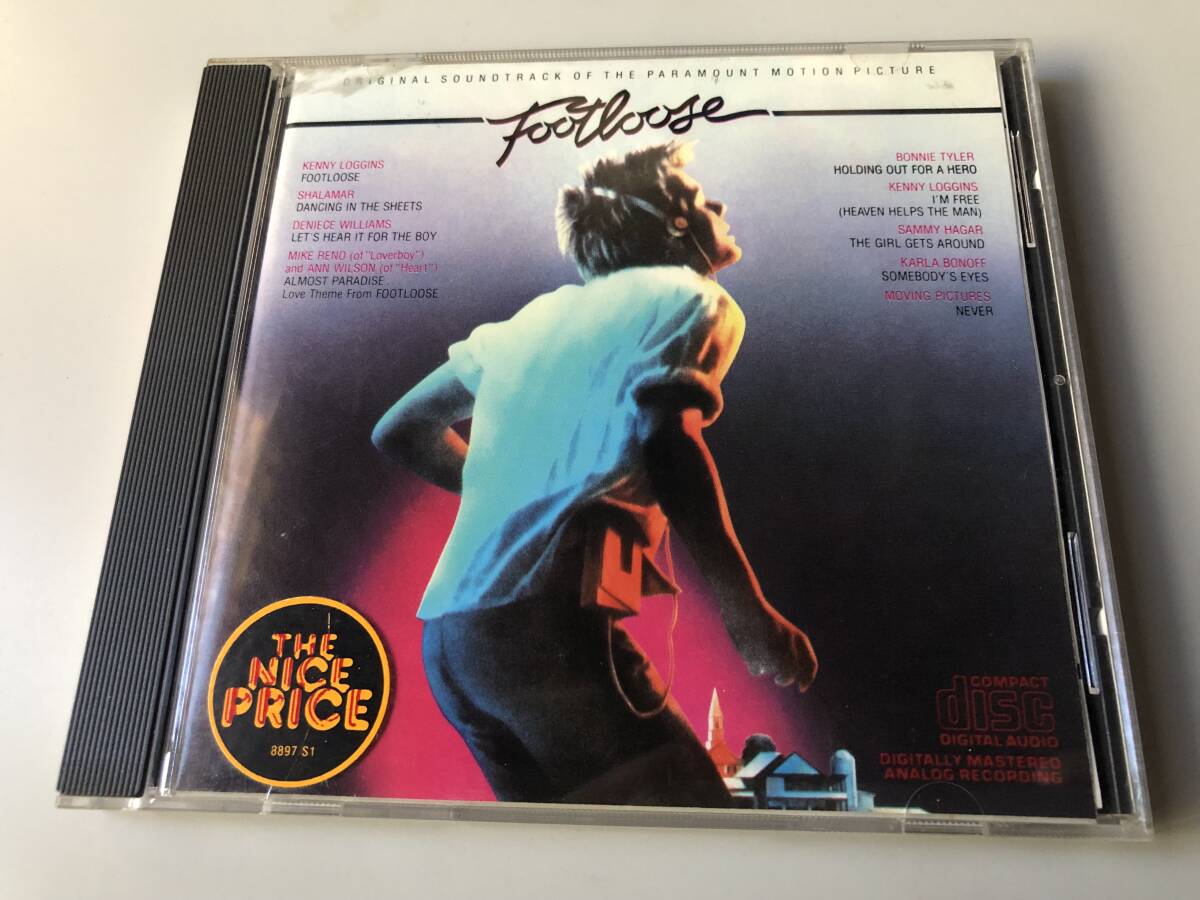 ORIGINAL SOUNDTRACK OF THE PARAMOUNT MOTION PICTURE
Footloose
KENNY LOGGINS
FOOTLOOSE
SHALAMAR
DANCING IN THE SHEETS
DENIECE WILLIAMS
LET'S HEAR IT FOR THE BOY
MIKE RENO (of "Loverboy")
and ANN WILSON (of "Heart")
ALMOST PARADISE.
Love Theme From FOOTLOOSE
BONNIE TYLER
HOLDING OUT FOR A HERO
KENNY LOGGINS
I'M FREE
(HEAVEN HELPS THE MAN)
SAMMY HAGAR
THE GIRL GETS AROUND
KARLA BONOFF
SOMEBODY'S EYES
MOVING PICTURES
NEVER
THE
NICE
PRICE
8897 S1
COMPACT
disc
DIGITAL AUDIO
DIGITALLY MASTERED
ANALOG RECORDING